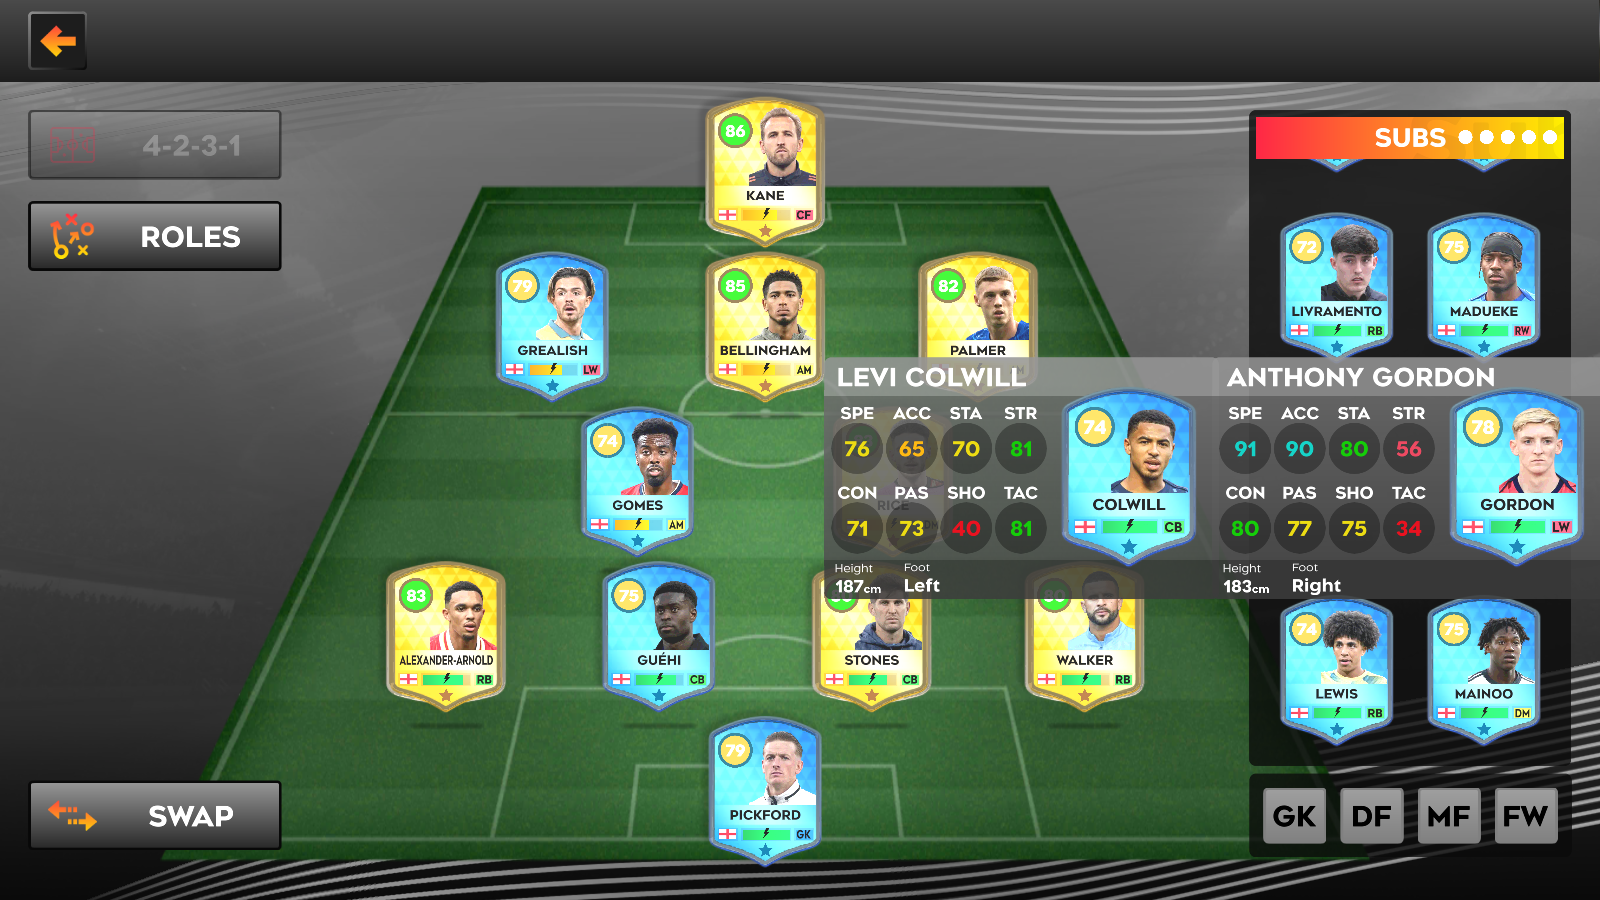 4-2-3-1
ROLES
SUBS
86
KANE
CF
79
GREALISH
LW
85
BELLINGHAM
AM
82
PALMER
72
LIVRAMENTO
RB
75
MADUEKE
RW
74
GOMES
AM
RICE
DM
LEVI COLWILL
SPE ACC STA STR
76 65 70 81
CON PAS SHO TAC
71 73 40 81
Height Foot
187cm Left
74
COLWILL
CB
ANTHONY GORDON
SPE ACC STA STR
91 90 80 56
CON PAS SHO TAC
80 77 75 34
Height Foot
183cm Right
78
GORDON
LW
83
ALEXANDER-ARNOLD
RB
75
GUÉHI
CB
STONES
CB
WALKER
RB
74
LEWIS
RB
75
MAINOO
DM
79
PICKFORD
GK
SWAP
GK DF MF FW